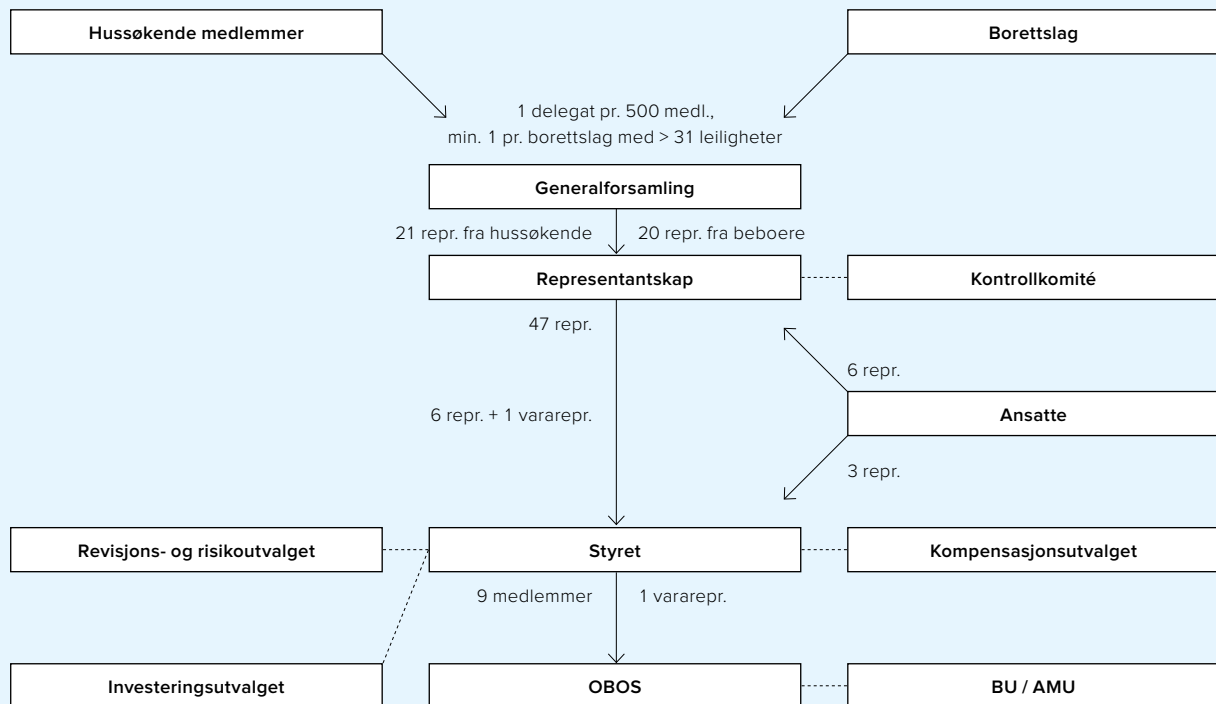 Hussøkende medlemmer
Borettslag
1 delegat pr. 500 medl.,
min. 1 pr. borettslag med > 31 leiligheter
Generalforsamling
21 repr. fra hussøkende
20 repr. fra beboere
Representantskap
Kontrollkomité
47 repr.
6 repr.
6 repr. + 1 vararepr.
Ansatte
3 repr.
Revisjons- og risikoutvalget
Styret
Kompensasjonsutvalget
9 medlemmer
1 vararepr.
Investeringsutvalget
OBOS
BU / AMU